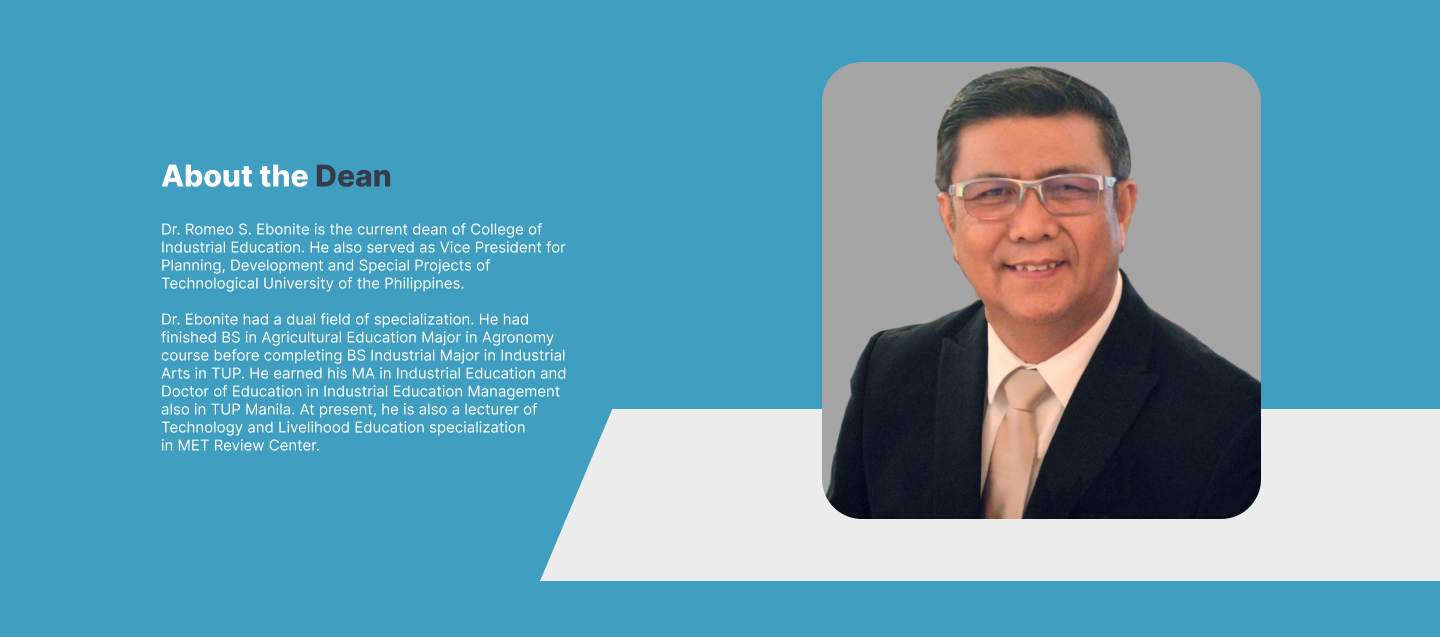 About the Dean
Dr. Romeo S. Ebonite is the current dean of College of
Industrial Education. He also served as Vice President for
Planning, Development and Special Projects of
Technological University of the Philippines.
Dr. Ebonite had a dual field of specialization. He had
finished BS in Agricultural Education Major in Agronomy
course before completing BS Industrial Major in Industrial
Arts in TUP. He earned his MA in Industrial Education and
Doctor of Education in Industrial Education Management
also in TUP Manila. At present, he is also a lecturer of
Technology and Livelihood Education specialization
in MET Review Center.